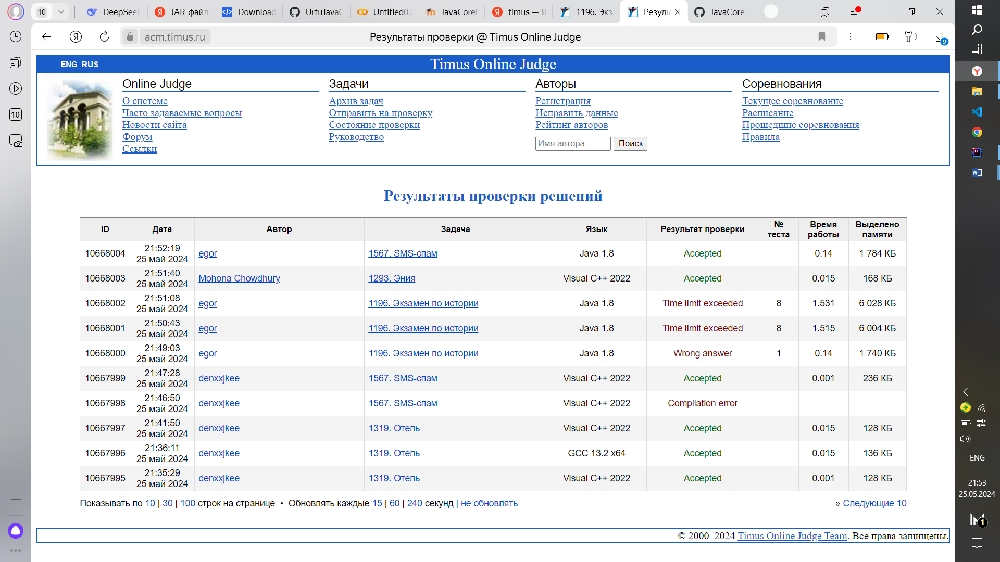 10
DeepSeek
JAR-файл
Download
UrfuJavaC
Untitled0.i
JavaCoreP
timus — Я
1196. Экза
Резуль
JavaCore_
acm.timus.ru
Результаты проверки @ Timus Online Judge
9
10
ENG RUS
Timus Online Judge
Online Judge
О системе
Часто задаваемые вопросы
Новости сайта
Форум
Ссылки
Задачи
Архив задач
Отправить на проверку
Состояние проверки
Руководство
Авторы
Регистрация
Исправить данные
Рейтинг авторов
Имя автора Поиск
Соревнования
Текущее соревнование
Расписание
Прошедшие соревнования
Правила
Результаты проверки решений
ID Дата Автор Задача Язык Результат проверки № теста Время работы Выделено памяти
10668004 21:52:19 25 май 2024 egor 1567. SMS-спам Java 1.8 Accepted 0.14 1 784 КБ
10668003 21:51:40 25 май 2024 Mohona Chowdhury 1293. Эния Visual C++ 2022 Accepted 0.015 168 КБ
10668002 21:51:08 25 май 2024 egor 1196. Экзамен по истории Java 1.8 Time limit exceeded 8 1.531 6 028 КБ
10668001 21:50:43 25 май 2024 egor 1196. Экзамен по истории Java 1.8 Time limit exceeded 8 1.515 6 004 КБ
10668000 21:49:03 25 май 2024 egor 1196. Экзамен по истории Java 1.8 Wrong answer 1 0.14 1 740 КБ
10667999 21:47:28 25 май 2024 denxxjkee 1567. SMS-спам Visual C++ 2022 Accepted 0.001 236 КБ
10667998 21:46:50 25 май 2024 denxxjkee 1567. SMS-спам Visual C++ 2022 Compilation error
10667997 21:41:50 25 май 2024 denxxjkee 1319. Отель Visual C++ 2022 Accepted 0.015 128 КБ
10667996 21:36:11 25 май 2024 denxxjkee 1319. Отель GCC 13.2 x64 Accepted 0.015 136 КБ
10667995 21:35:29 25 май 2024 denxxjkee 1319. Отель Visual C++ 2022 Accepted 0.001 128 КБ
Показывать по 10 | 30 | 100 строк на странице • Обновлять каждые 15 | 60 | 240 секунд | не обновлять
» Следующие 10
© 2000–2024 Timus Online Judge Team. Все права защищены.
ENG
21:53
25.05.2024
1